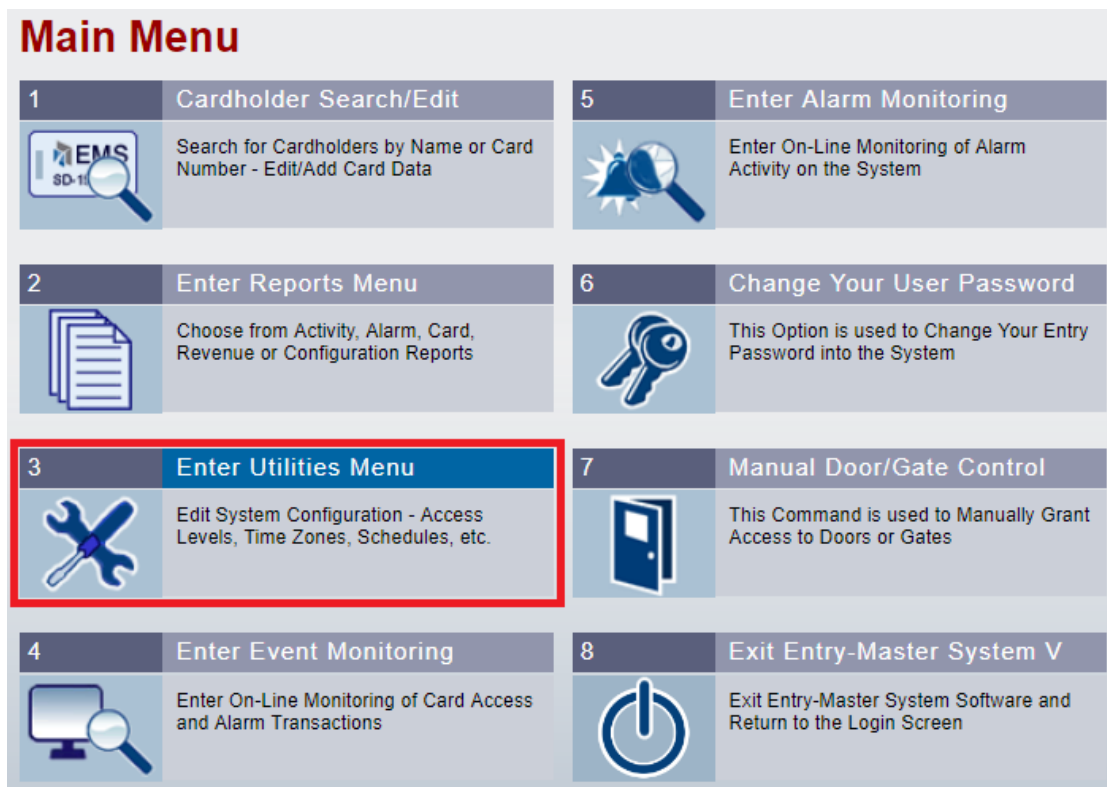 Main Menu
1 Cardholder Search/Edit
EMS
Search for Cardholders by Name or Card
Number - Edit/Add Card Data
2 Enter Reports Menu
Choose from Activity, Alarm, Card,
Revenue or Configuration Reports
3 Enter Utilities Menu
Edit System Configuration - Access
Levels, Time Zones, Schedules, etc.
4 Enter Event Monitoring
Enter On-Line Monitoring of Card Access
and Alarm Transactions
5 Enter Alarm Monitoring
Enter On-Line Monitoring of Alarm
Activity on the System
6 Change Your User Password
This Option is used to Change Your Entry
Password into the System
7 Manual Door/Gate Control
This Command is used to Manually Grant
Access to Doors or Gates
8 Exit Entry-Master System V
Exit Entry-Master System Software and
Return to the Login Screen